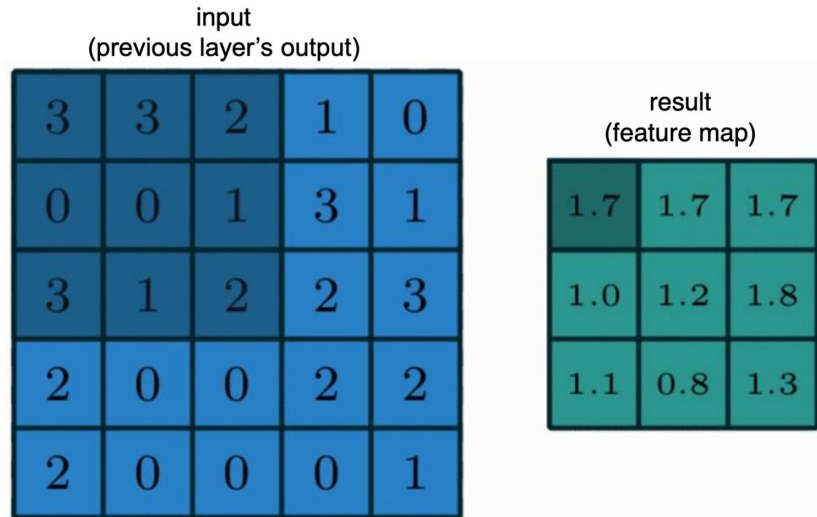 input
(previous layer’s output)
3 3 2 1 0
0 0 1 3 1
3 1 2 2 3
2 0 0 2 2
2 0 0 0 1
result
(feature map)
1.7 1.7 1.7
1.0 1.2 1.8
1.1 0.8 1.3